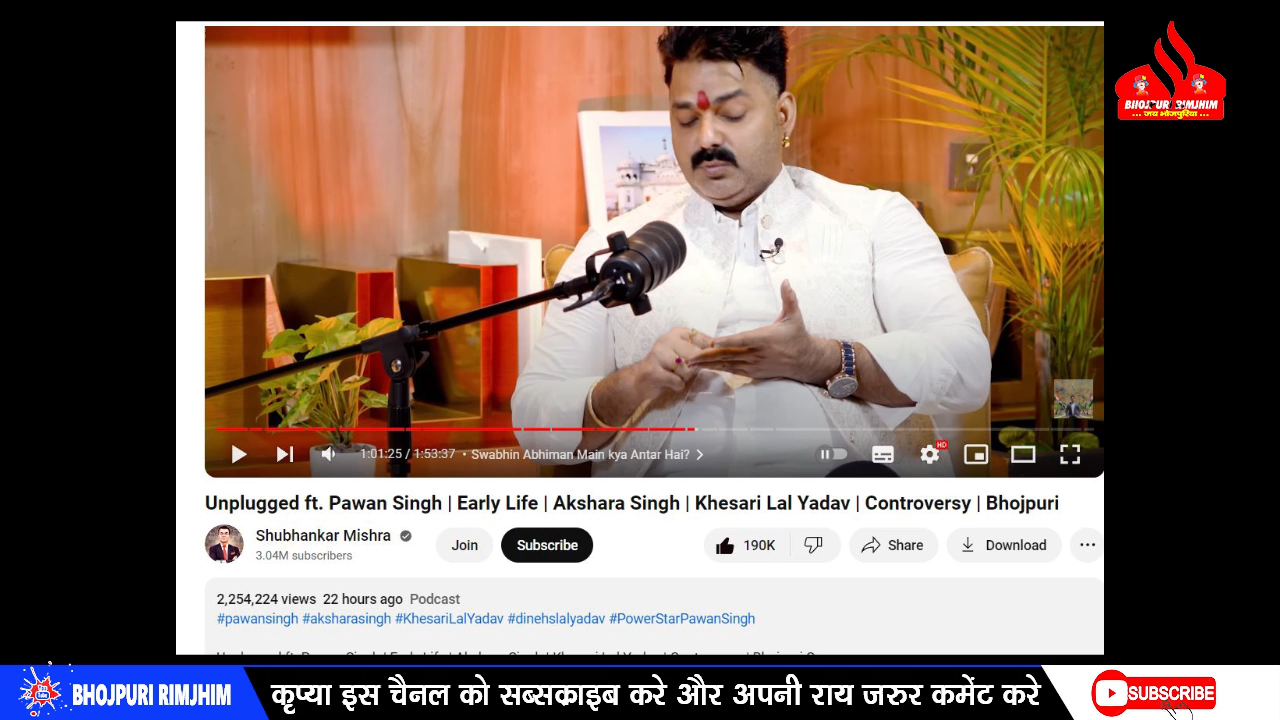 BHOJPURI RIMJHIM
... जय भोजपुरिया ...
1:01:25 / 1:53:37 • Swabhin Abhiman Main kya Antar Hai?
HD
Unplugged ft. Pawan Singh | Early Life | Akshara Singh | Khesari Lal Yadav | Controversy | Bhojpuri
Shubhankar Mishra
3.04M subscribers
Join
Subscribe
190K
Share
Download
2,254,224 views 22 hours ago Podcast
#pawansingh #aksharasingh #KhesariLalYadav #dinehslalyadav #PowerStarPawanSingh
BHOJPURI RIMJHIM
कृप्या इस चैनल को सब्सक्राइब करे और अपनी राय जरुर कमेंट करे
SUBSCRIBE